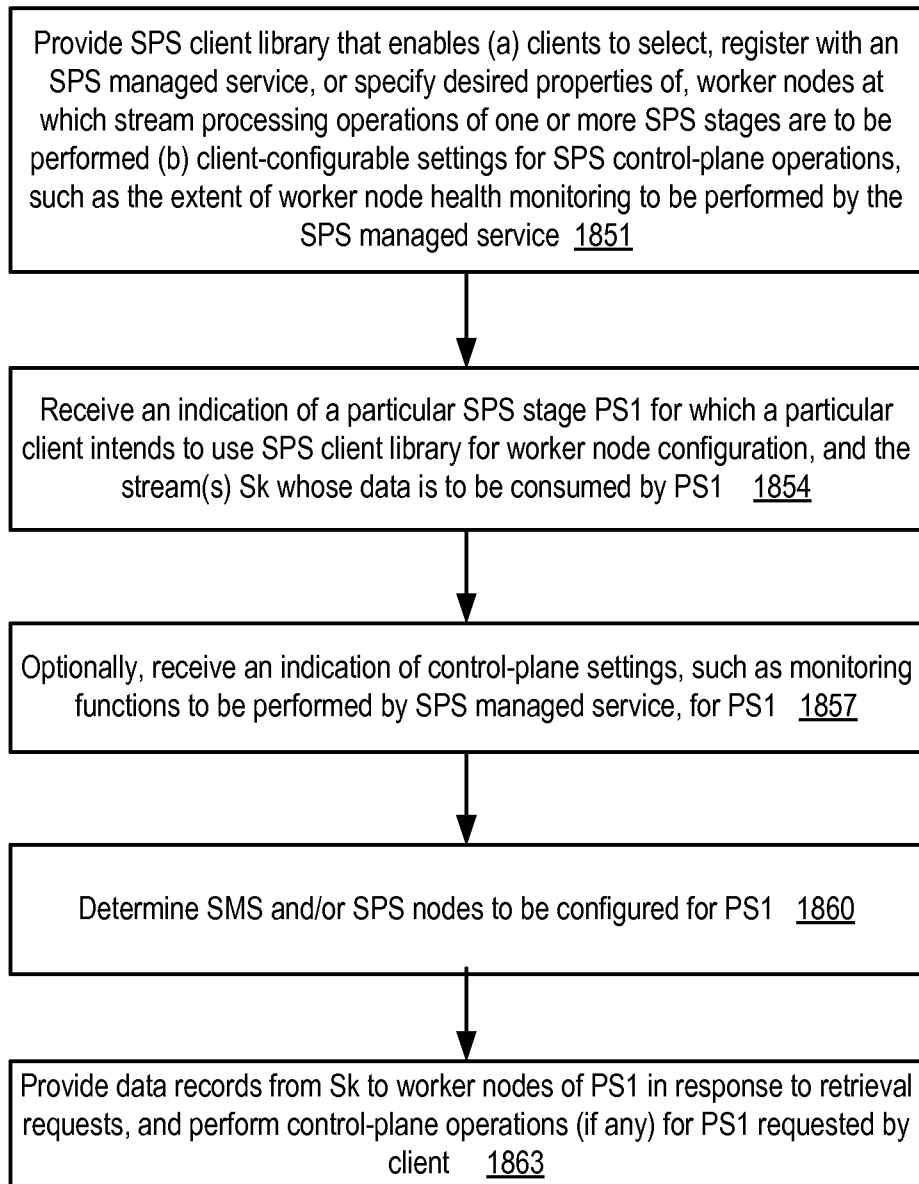 Provide SPS client library that enables (a) clients to select, register with an
SPS managed service, or specify desired properties of, worker nodes at
which stream processing operations of one or more SPS stages are to be
performed (b) client-configurable settings for SPS control-plane operations,
such as the extent of worker node health monitoring to be performed by the
SPS managed service 1851
Receive an indication of a particular SPS stage PS1 for which a particular
client intends to use SPS client library for worker node configuration, and the
stream(s) Sk whose data is to be consumed by PS1 1854
Optionally, receive an indication of control-plane settings, such as monitoring
functions to be performed by SPS managed service, for PS1 1857
Determine SMS and/or SPS nodes to be configured for PS1 1860
Provide data records from Sk to worker nodes of PS1 in response to retrieval
requests, and perform control-plane operations (if any) for PS1 requested by
client 1863